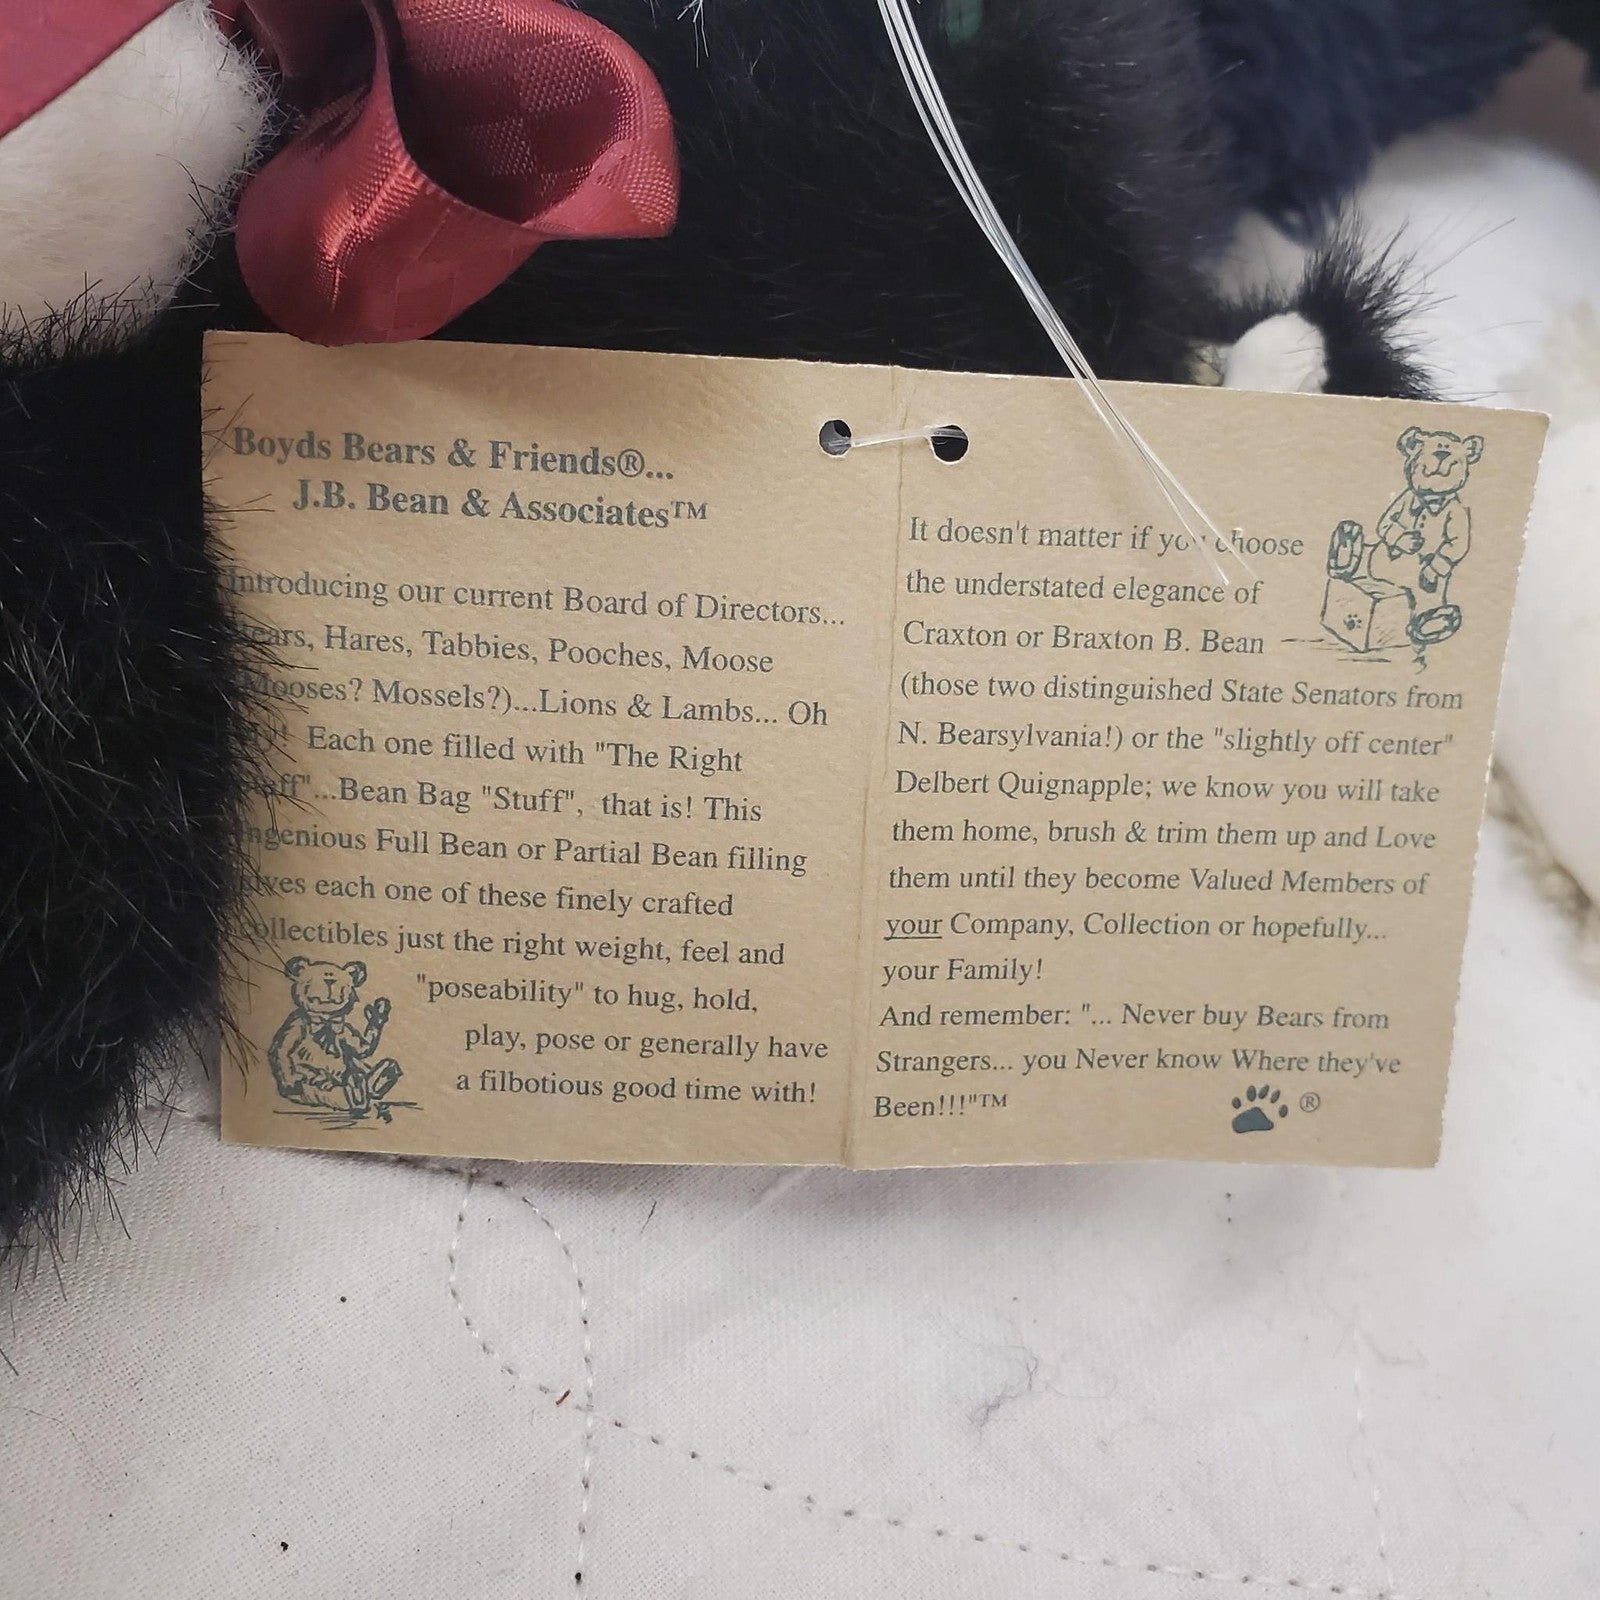 Boyds Bears & Friends®...
J.B. Bean & Associates™
Introducing our current Board of Directors...
Bears, Hares, Tabbies, Pooches, Moose
(Mooses? Mossels?)...Lions & Lambs... Oh
My! Each one filled with "The Right
Stuff"...Bean Bag "Stuff", that is! This
ingenious Full Bean or Partial Bean filling
gives each one of these finely crafted
collectibles just the right weight, feel and
"poseability" to hug, hold,
play, pose or generally have
a filbotious good time with!
It doesn't matter if you choose
the understated elegance of
Craxton or Braxton B. Bean
(those two distinguished State Senators from
N. Bearsylvania!) or the "slightly off center"
Delbert Quignapple; we know you will take
them home, brush & trim them up and Love
them until they become Valued Members of
your Company, Collection or hopefully...
your Family!
And remember: "... Never buy Bears from
Strangers... you Never know Where they've
Been!!!"™
®